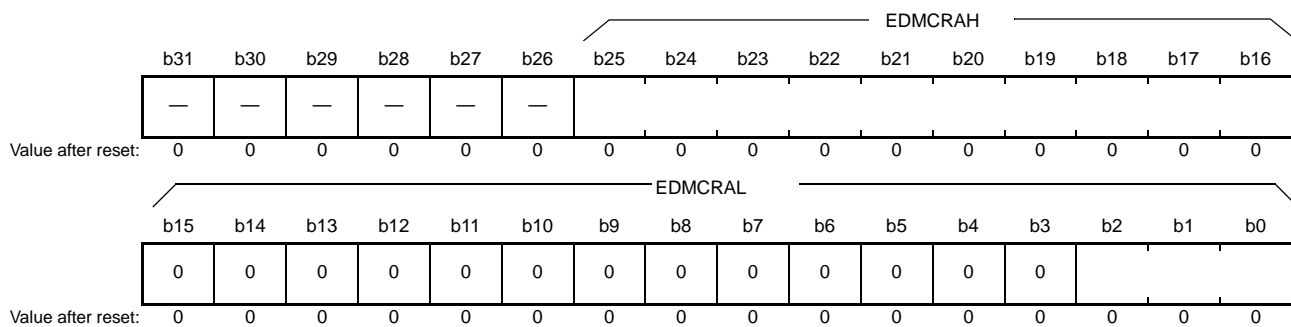 EDMCRAH
b31 b30 b29 b28 b27 b26 b25 b24 b23 b22 b21 b20 b19 b18 b17 b16
— — — — — —
Value after reset: 0 0 0 0 0 0 0 0 0 0 0 0 0 0 0 0
EDMCRAL
b15 b14 b13 b12 b11 b10 b9 b8 b7 b6 b5 b4 b3 b2 b1 b0
0 0 0 0 0 0 0 0 0 0 0 0 0
Value after reset: 0 0 0 0 0 0 0 0 0 0 0 0 0 0 0 0